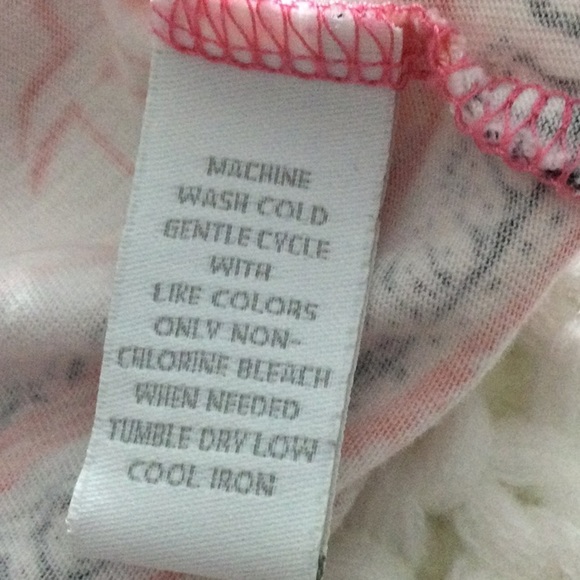 MACHINE
WASH COLD
GENTLE CYCLE
WITH
LIKE COLORS
ONLY NON-
CHLORINE BLEACH
WHEN NEEDED
TUMBLE DRY LOW
COOL IRON